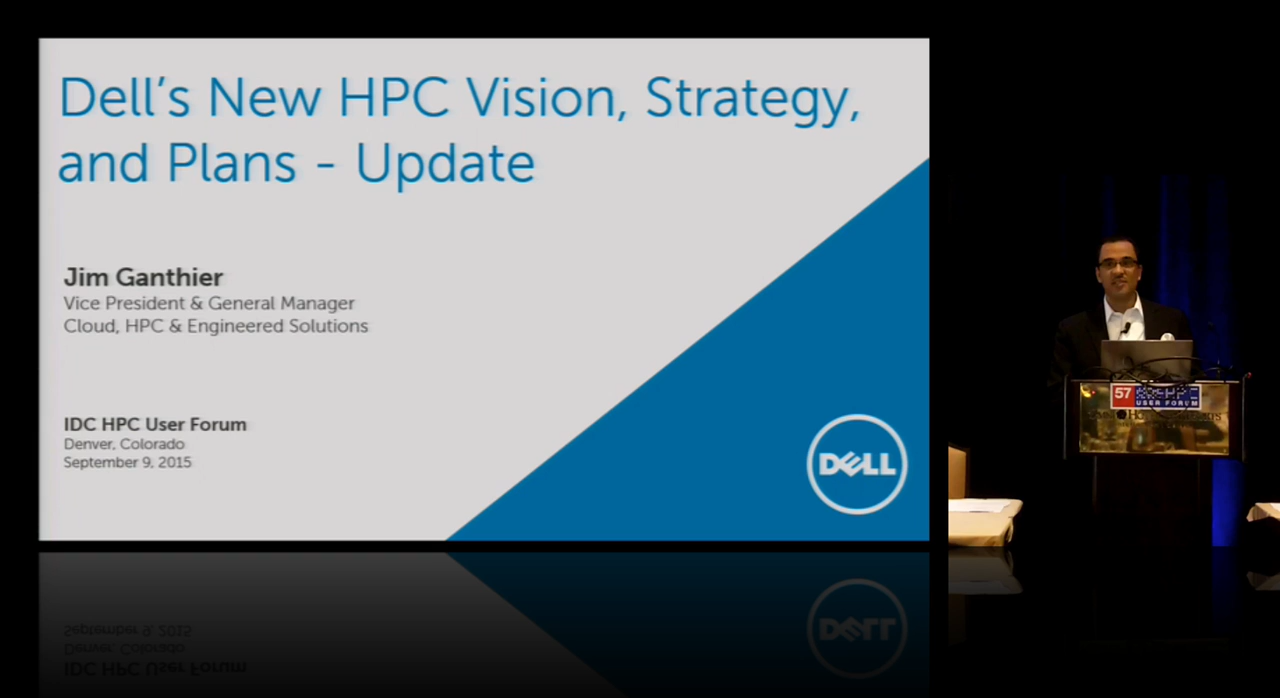 Dell's New HPC Vision, Strategy,
and Plans - Update
Jim Ganthier
Vice President & General Manager
Cloud, HPC & Engineered Solutions
IDC HPC User Forum
Denver, Colorado
September 9, 2015
DELL
57
USER FORUM